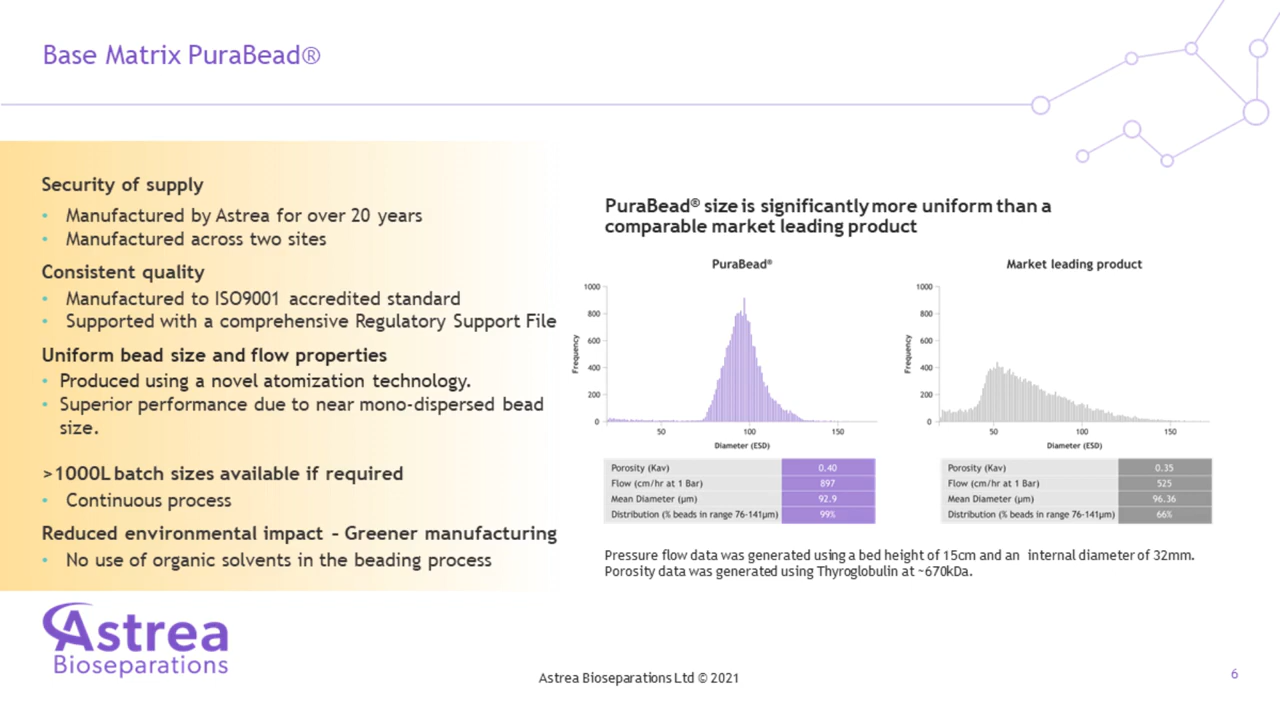 Base Matrix PuraBead®
Security of supply
• Manufactured by Astrea for over 20 years
• Manufactured across two sites
Consistent quality
• Manufactured to ISO9001 accredited standard
• Supported with a comprehensive Regulatory Support File
Uniform bead size and flow properties
• Produced using a novel atomization technology.
• Superior performance due to near mono-dispersed bead
size.
>1000L batch sizes available if required
• Continuous process
Reduced environmental impact – Greener manufacturing
• No use of organic solvents in the beading process
PuraBead® size is significantly more uniform than a
comparable market leading product
PuraBead®
1000
800
600
400
200
0
Frequency
50 100 150
Diameter (ESD)
Porosity (Kav) 0.40
Flow (cm/hr at 1 Bar) 897
Mean Diameter (µm) 92.9
Distribution (% beads in range 76-141µm) 99%
Market leading product
1000
800
600
400
200
0
Frequency
50 100 150
Diameter (ESD)
Porosity (Kav) 0.35
Flow (cm/hr at 1 Bar) 525
Mean Diameter (µm) 96.36
Distribution (% beads in range 76-141µm) 66%
Pressure flow data was generated using a bed height of 15cm and an internal diameter of 32mm.
Porosity data was generated using Thyroglobulin at ~670kDa.
Astrea
Bioseparations
Astrea Bioseparations Ltd © 2021
6